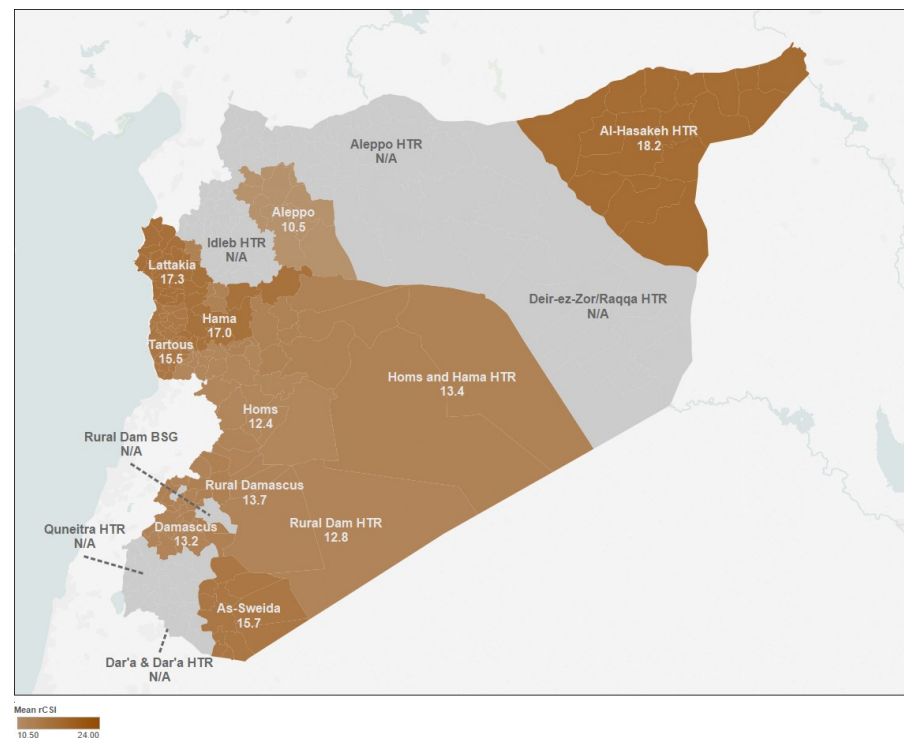 Aleppo HTR
N/A
Al-Hasakeh HTR
18.2
Aleppo
10.5
Idleb HTR
N/A
Lattakia
17.3
Deir-ez-Zor/Raqqa HTR
N/A
Hama
17.0
Tartous
15.5
Homs and Hama HTR
13.4
Homs
12.4
Rural Dam BSG
N/A
Rural Damascus
13.7
Rural Dam HTR
12.8
Quneitra HTR
N/A
Damascus
13.2
As-Sweida
15.7
Dar'a & Dar'a HTR
N/A
Mean rCSI
10.50 24.00